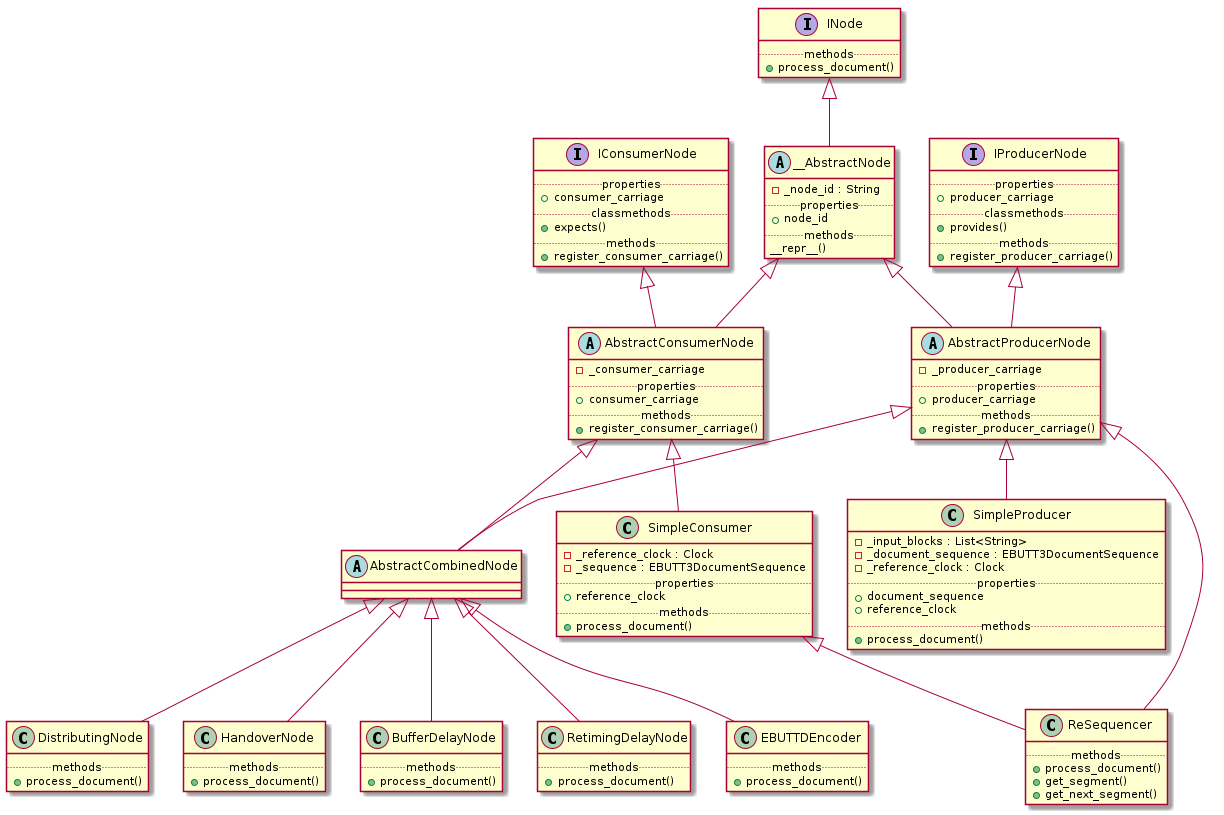 I INode
methods
process_document()
I IConsumerNode
properties
consumer_carriage
classmethods
expects()
methods
register_consumer_carriage()
A __AbstractNode
_node_id : String
properties
node_id
methods
__repr__()
I IProducerNode
properties
producer_carriage
classmethods
provides()
methods
register_producer_carriage()
A AbstractConsumerNode
_consumer_carriage
properties
consumer_carriage
methods
register_consumer_carriage()
A AbstractProducerNode
_producer_carriage
properties
producer_carriage
methods
register_producer_carriage()
A AbstractCombinedNode
C SimpleConsumer
_reference_clock : Clock
_sequence : EBUTT3DocumentSequence
properties
reference_clock
methods
process_document()
C SimpleProducer
_input_blocks : List<String>
_document_sequence : EBUTT3DocumentSequence
_reference_clock : Clock
properties
document_sequence
reference_clock
methods
process_document()
C DistributingNode
methods
process_document()
C HandoverNode
methods
process_document()
C BufferDelayNode
methods
process_document()
C RetimingDelayNode
methods
process_document()
C EBUTTDEncoder
methods
process_document()
C ReSequencer
methods
process_document()
get_segment()
get_next_segment()